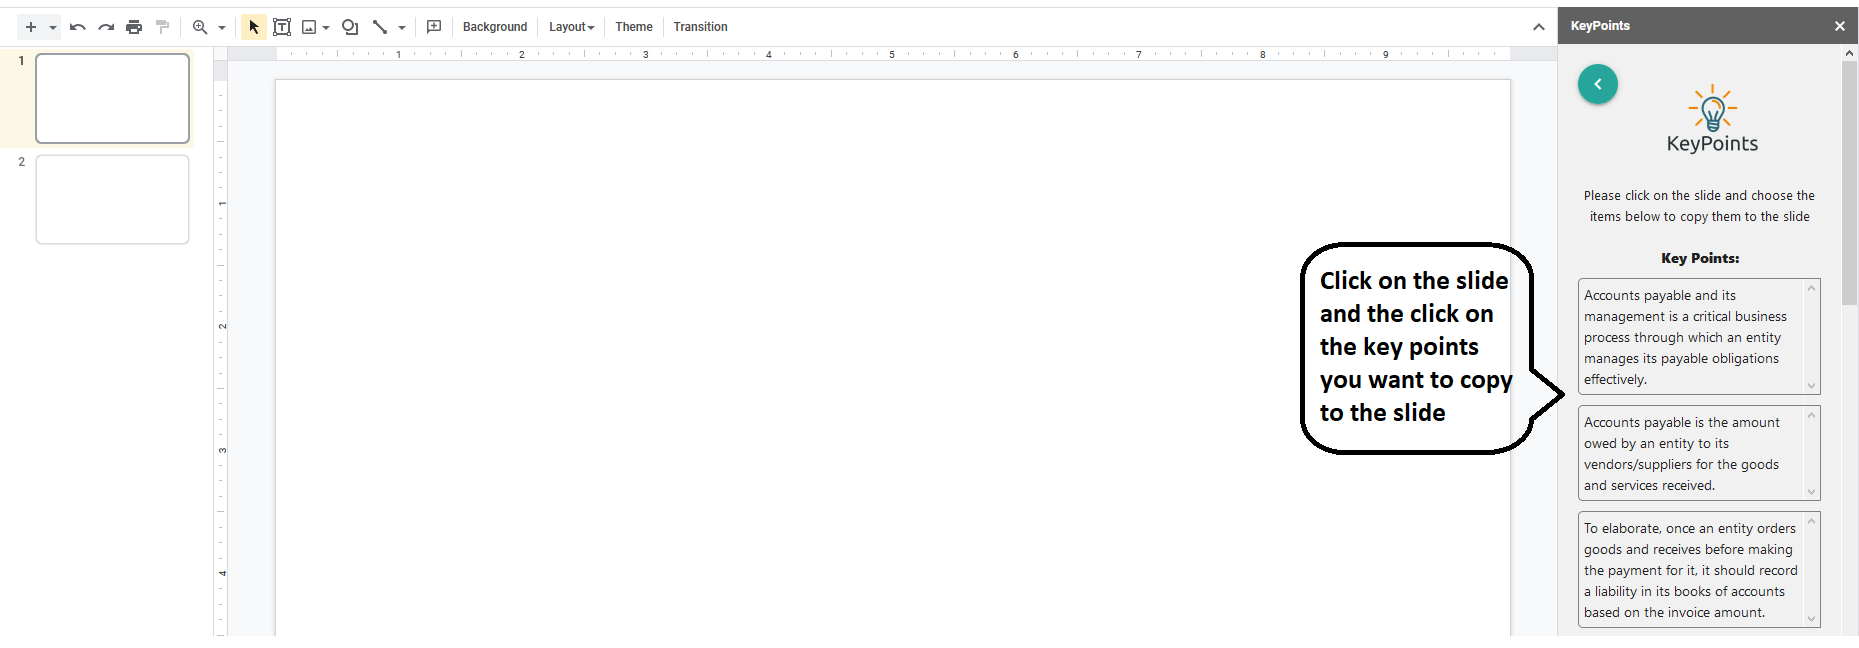 Background Layout Theme Transition
KeyPoints
1 2 3 4 5 6 7 8 9
1
2
1
2
3
4
KeyPoints
Please click on the slide and choose the
items below to copy them to the slide
Key Points:
Click on the slide
and the click on
the key points
you want to copy
to the slide
Accounts payable and its
management is a critical business
process through which an entity
manages its payable obligations
effectively.
Accounts payable is the amount
owed by an entity to its
vendors/suppliers for the goods
and services received.
To elaborate, once an entity orders
goods and receives before making
the payment for it, it should record
a liability in its books of accounts
based on the invoice amount.